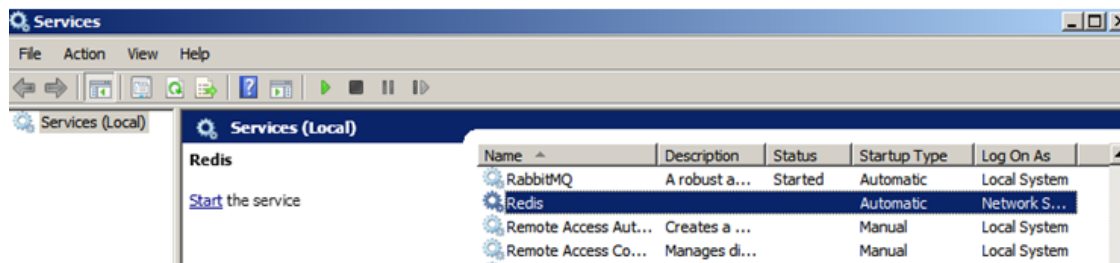 Services
File Action View Help
Services (Local)
Services (Local)
Redis
Start the service
Name Description Status Startup Type Log On As
RabbitMQ A robust a... Started Automatic Local System
Redis Automatic Network S...
Remote Access Aut... Creates a ... Manual Local System
Remote Access Co... Manages di... Manual Local System